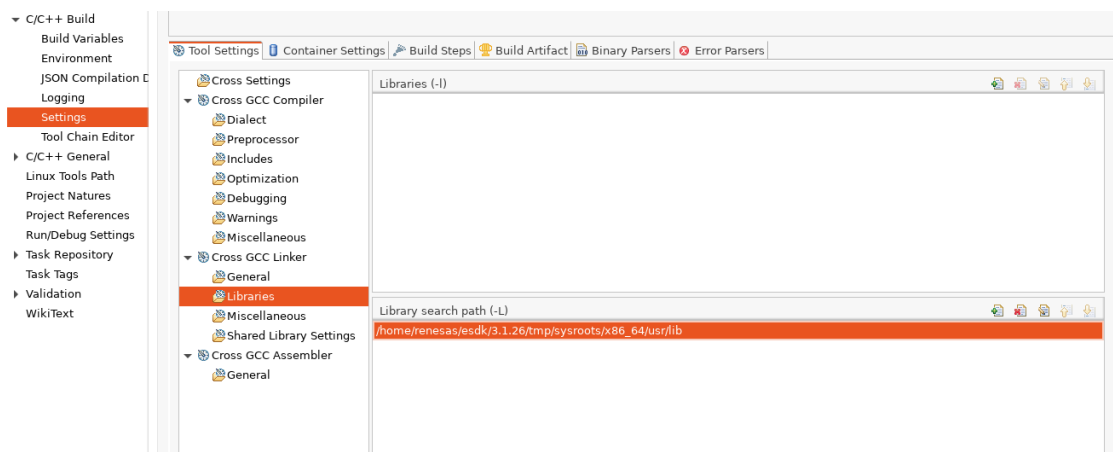 C/C++ Build
Build Variables
Environment
JSON Compilation D
Logging
Settings
Tool Chain Editor
C/C++ General
Linux Tools Path
Project Natures
Project References
Run/Debug Settings
Task Repository
Task Tags
Validation
WikiText
Tool Settings Container Settings Build Steps Build Artifact Binary Parsers Error Parsers
Cross Settings
Cross GCC Compiler
Dialect
Preprocessor
Includes
Optimization
Debugging
Warnings
Miscellaneous
Cross GCC Linker
General
Libraries
Miscellaneous
Shared Library Settings
Cross GCC Assembler
General
Libraries (-l)
Library search path (-L)
/home/renesas/esdk/3.1.26/tmp/sysroots/x86_64/usr/lib